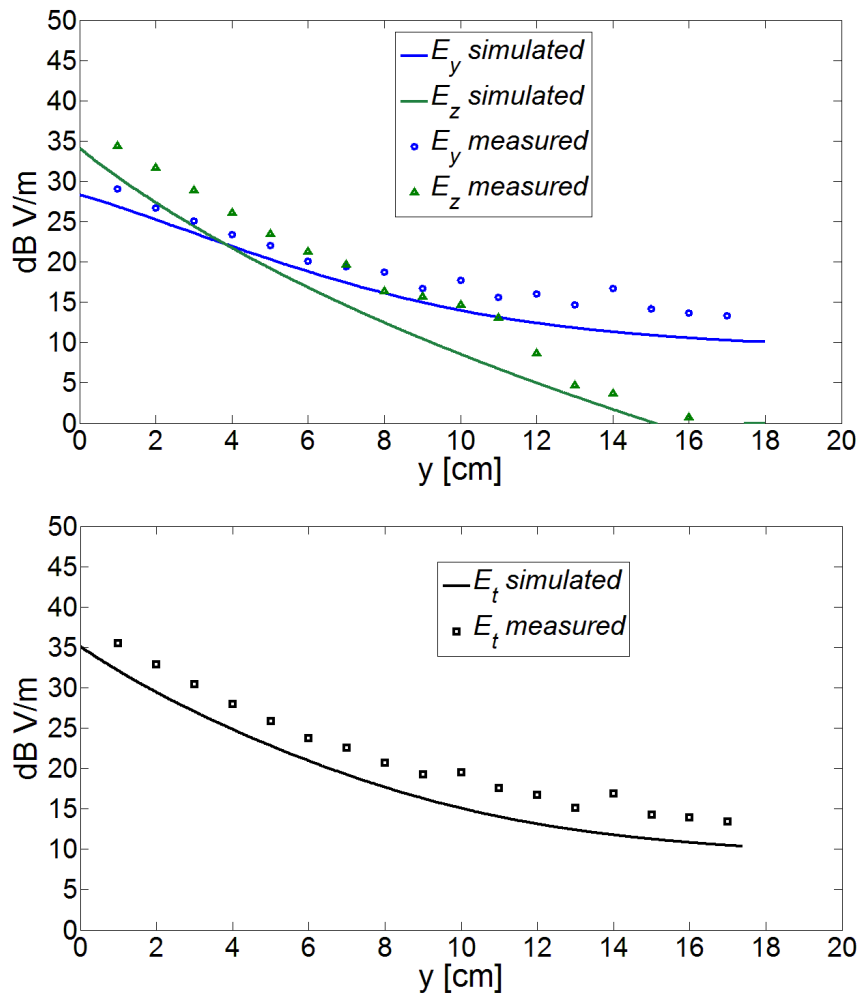 50
45
40
35
30
25
20
15
10
5
0
dB V/m
E_y simulated
E_z simulated
E_y measured
E_z measured
0 2 4 6 8 10 12 14 16 18 20
y [cm]
50
45
40
35
30
25
20
15
10
5
0
dB V/m
E_t simulated
E_t measured
0 2 4 6 8 10 12 14 16 18 20
y [cm]